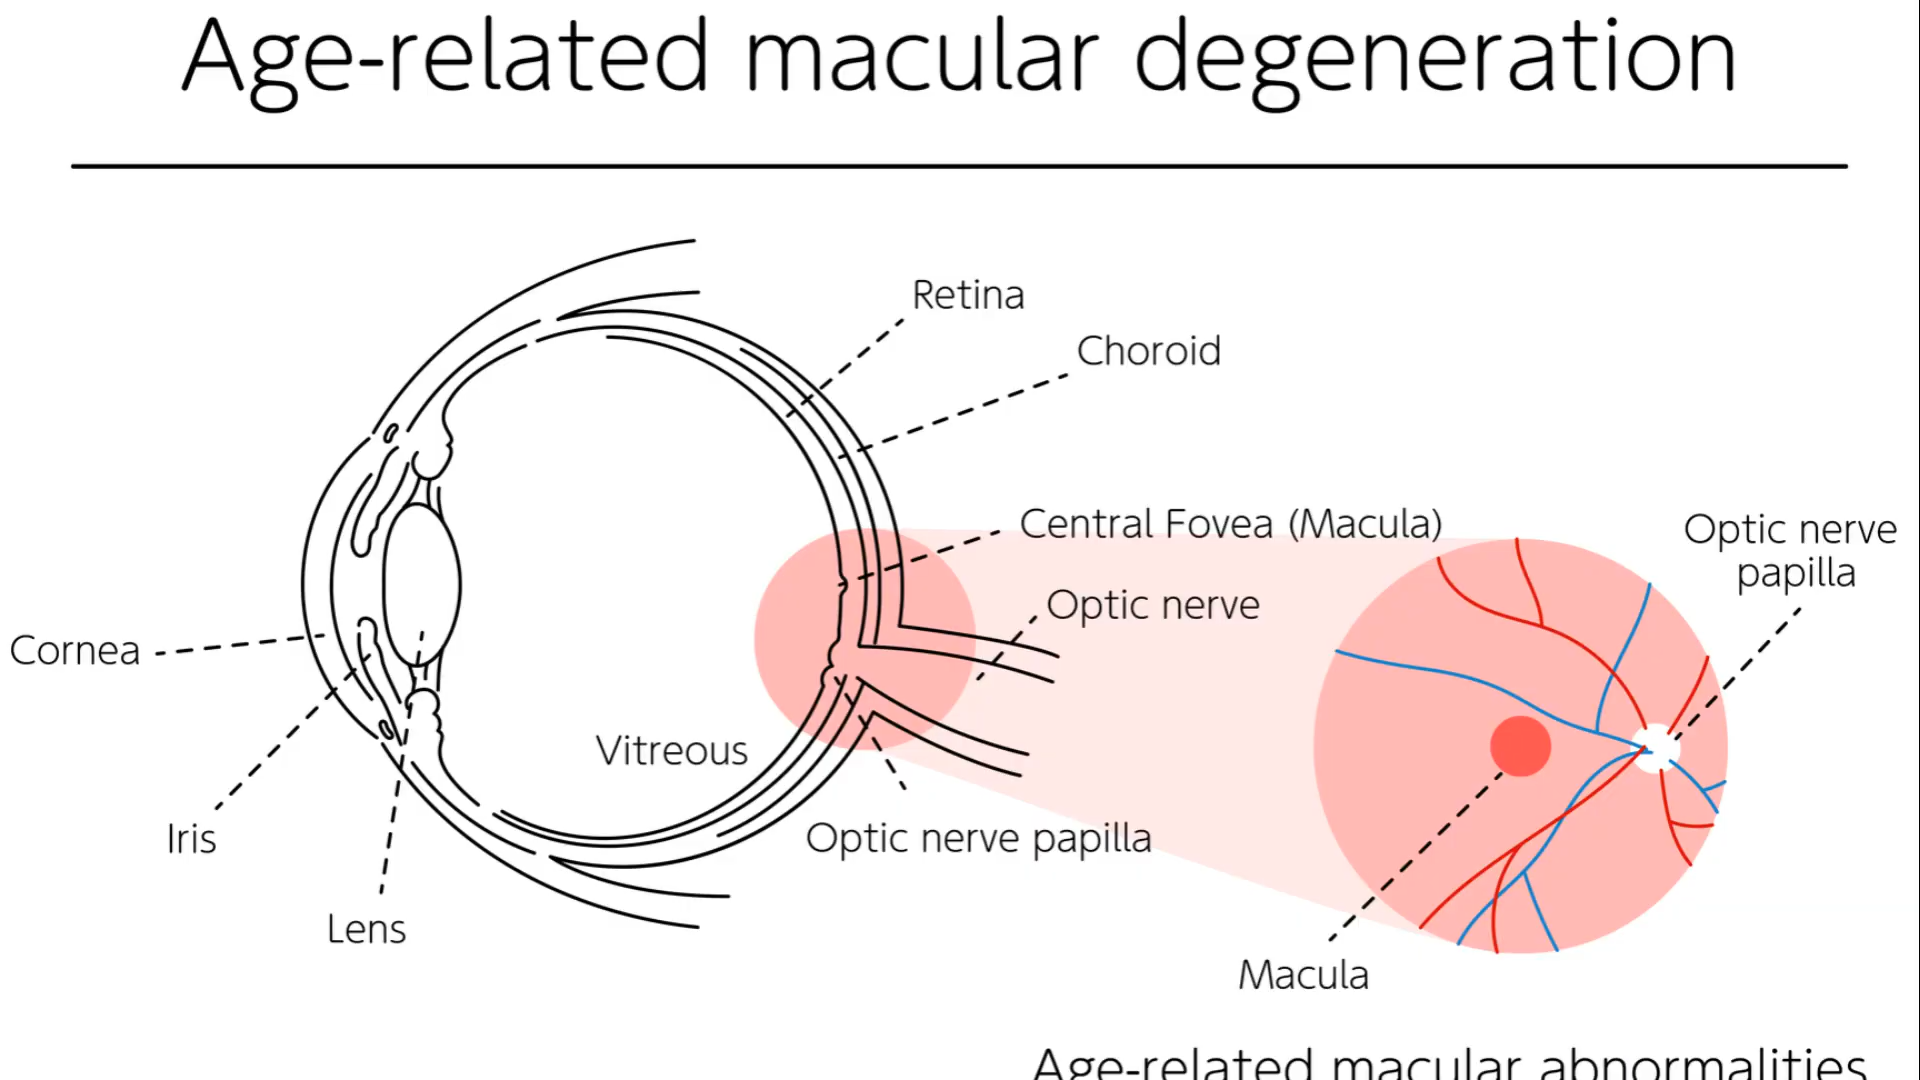 Age-related macular degeneration
Retina
Choroid
Central Fovea (Macula)
Optic nerve
papilla
Optic nerve
Cornea
Vitreous
Iris
Optic nerve papilla
Lens
Macula
Age-related macular abnormalities